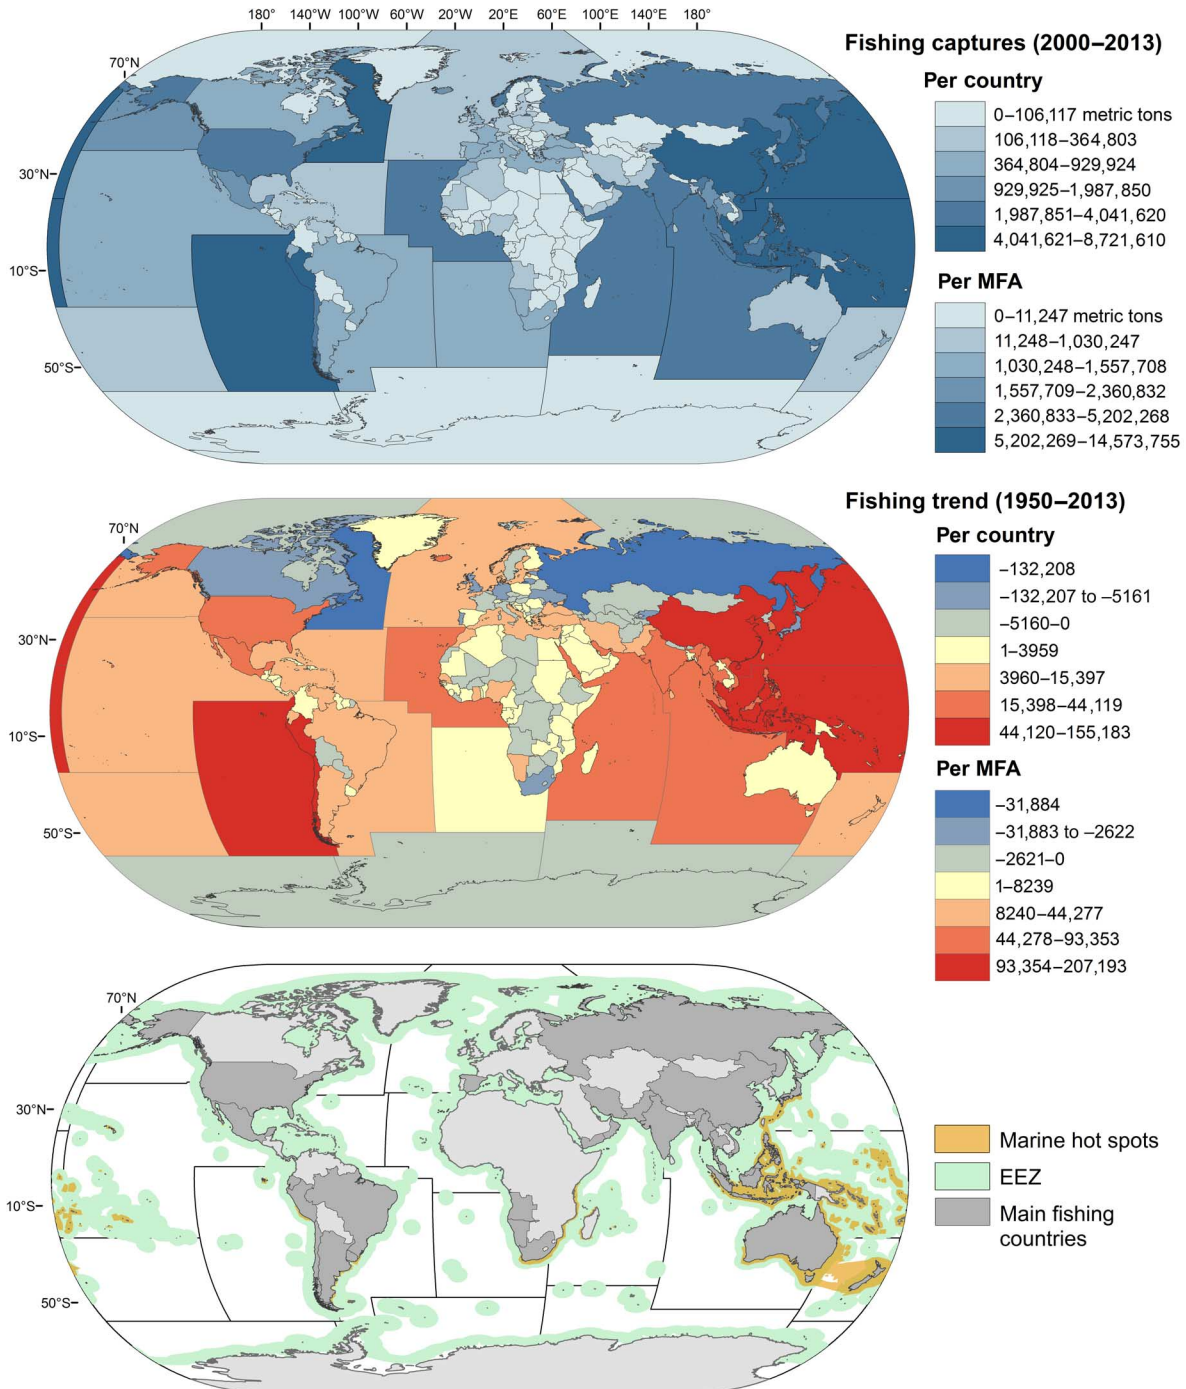 180° 140°W 100°W 60°W 20°W 20°E 60°E 100°E 140°E 180°
70°N
30°N
10°S
50°S
Fishing captures (2000–2013)
Per country
0–106,117 metric tons
106,118–364,803
364,804–929,924
929,925–1,987,850
1,987,851–4,041,620
4,041,621–8,721,610
Per MFA
0–11,247 metric tons
11,248–1,030,247
1,030,248–1,557,708
1,557,709–2,360,832
2,360,833–5,202,268
5,202,269–14,573,755
70°N
30°N
10°S
50°S
Fishing trend (1950–2013)
Per country
–132,208
–132,207 to –5161
–5160–0
1–3959
3960–15,397
15,398–44,119
44,120–155,183
Per MFA
–31,884
–31,883 to –2622
–2621–0
1–8239
8240–44,277
44,278–93,353
93,354–207,193
70°N
30°N
10°S
50°S
Marine hot spots
EEZ
Main fishing
countries